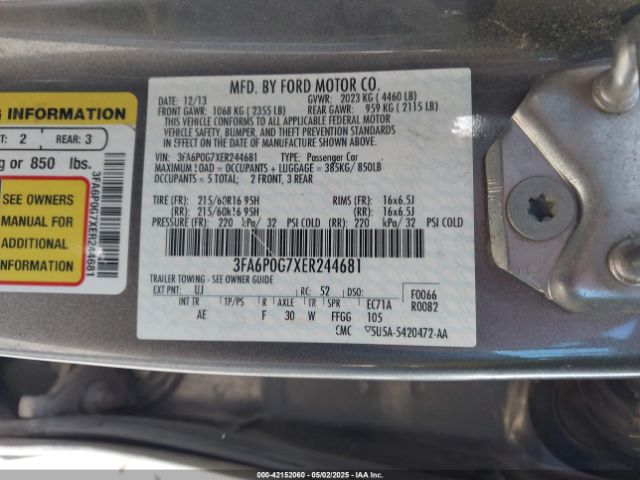 MFD. BY FORD MOTOR CO.
DATE: 12/13 GVWR: 2023 KG ( 4460 LB)
FRONT GAWR: 1068 KG ( 2355 LB) REAR GAWR: 959 KG ( 2115 LB)
THIS VEHICLE CONFORMS TO ALL APPLICABLE FEDERAL MOTOR
VEHICLE SAFETY, BUMPER, AND THEFT PREVENTION STANDARDS
IN EFFECT ON THE DATE OF MANUFACTURE SHOWN ABOVE.
VIN: 3FA6P0G7XER244681 TYPE: Passenger Car
MAXIMUM LOAD = OCCUPANTS + LUGGAGE = 385KG/ 850LB
OCCUPANTS = 5 TOTAL: 2 FRONT, 3 REAR
TIRE (FR): 215/60R16 95H RIMS (FR): 16x6.5J
(RR): 215/60R16 95H (RR): 16x6.5J
PRESSURE (FR): 220 kPa/ 32 PSI COLD (RR): 220 kPa/ 32 PSI COLD
3FA6P0G7XER244681
TRAILER TOWING - SEE OWNER GUIDE
EXT PNT: UJ RC: 52 DSO: F0066
INT TR TP/PS R AXLE TR SPR EC71A R0082
AE F 30 W FFGG 105
CMC 5U5A-5420472-AA
G INFORMATION
T: 2 REAR: 3
g or 850 lbs.
SEE OWNERS
MANUAL FOR
ADDITIONAL
INFORMATION
3FA6P0G7XER244681
000-42152060 - 05/02/2025 - IAAI.COM